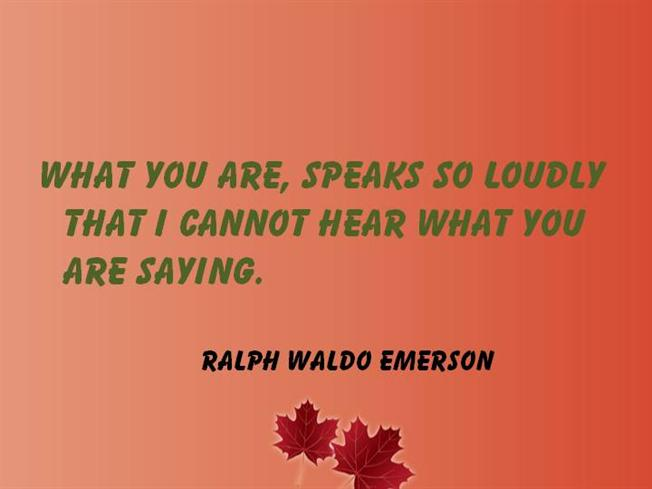 WHAT YOU ARE, SPEAKS SO LOUDLY
THAT I CANNOT HEAR WHAT YOU
ARE SAYING.
RALPH WALDO EMERSON